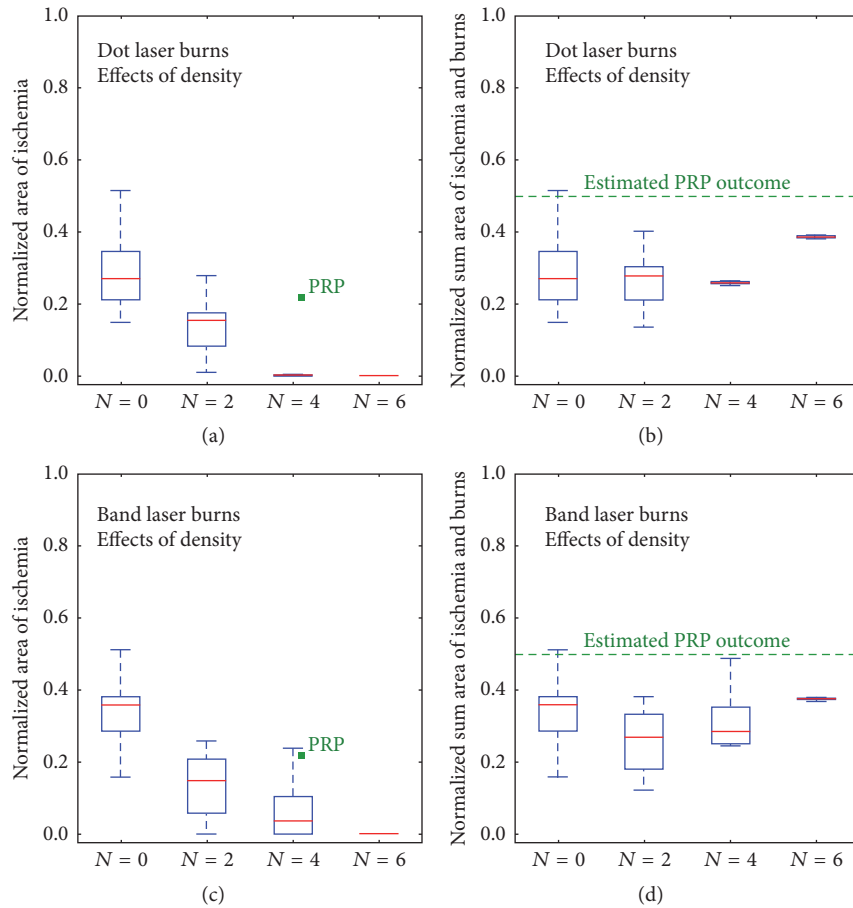 Normalized area of ischemia
1.0
0.8
0.6
0.4
0.2
0.0
Dot laser burns
Effects of density
PRP
N = 0 N = 2 N = 4 N = 6
(a)
Normalized sum area of ischemia and burns
1.0
0.8
0.6
0.4
0.2
0.0
Dot laser burns
Effects of density
Estimated PRP outcome
N = 0 N = 2 N = 4 N = 6
(b)
Normalized area of ischemia
1.0
0.8
0.6
0.4
0.2
0.0
Band laser burns
Effects of density
PRP
N = 0 N = 2 N = 4 N = 6
(c)
Normalized sum area of ischemia and burns
1.0
0.8
0.6
0.4
0.2
0.0
Band laser burns
Effects of density
Estimated PRP outcome
N = 0 N = 2 N = 4 N = 6
(d)